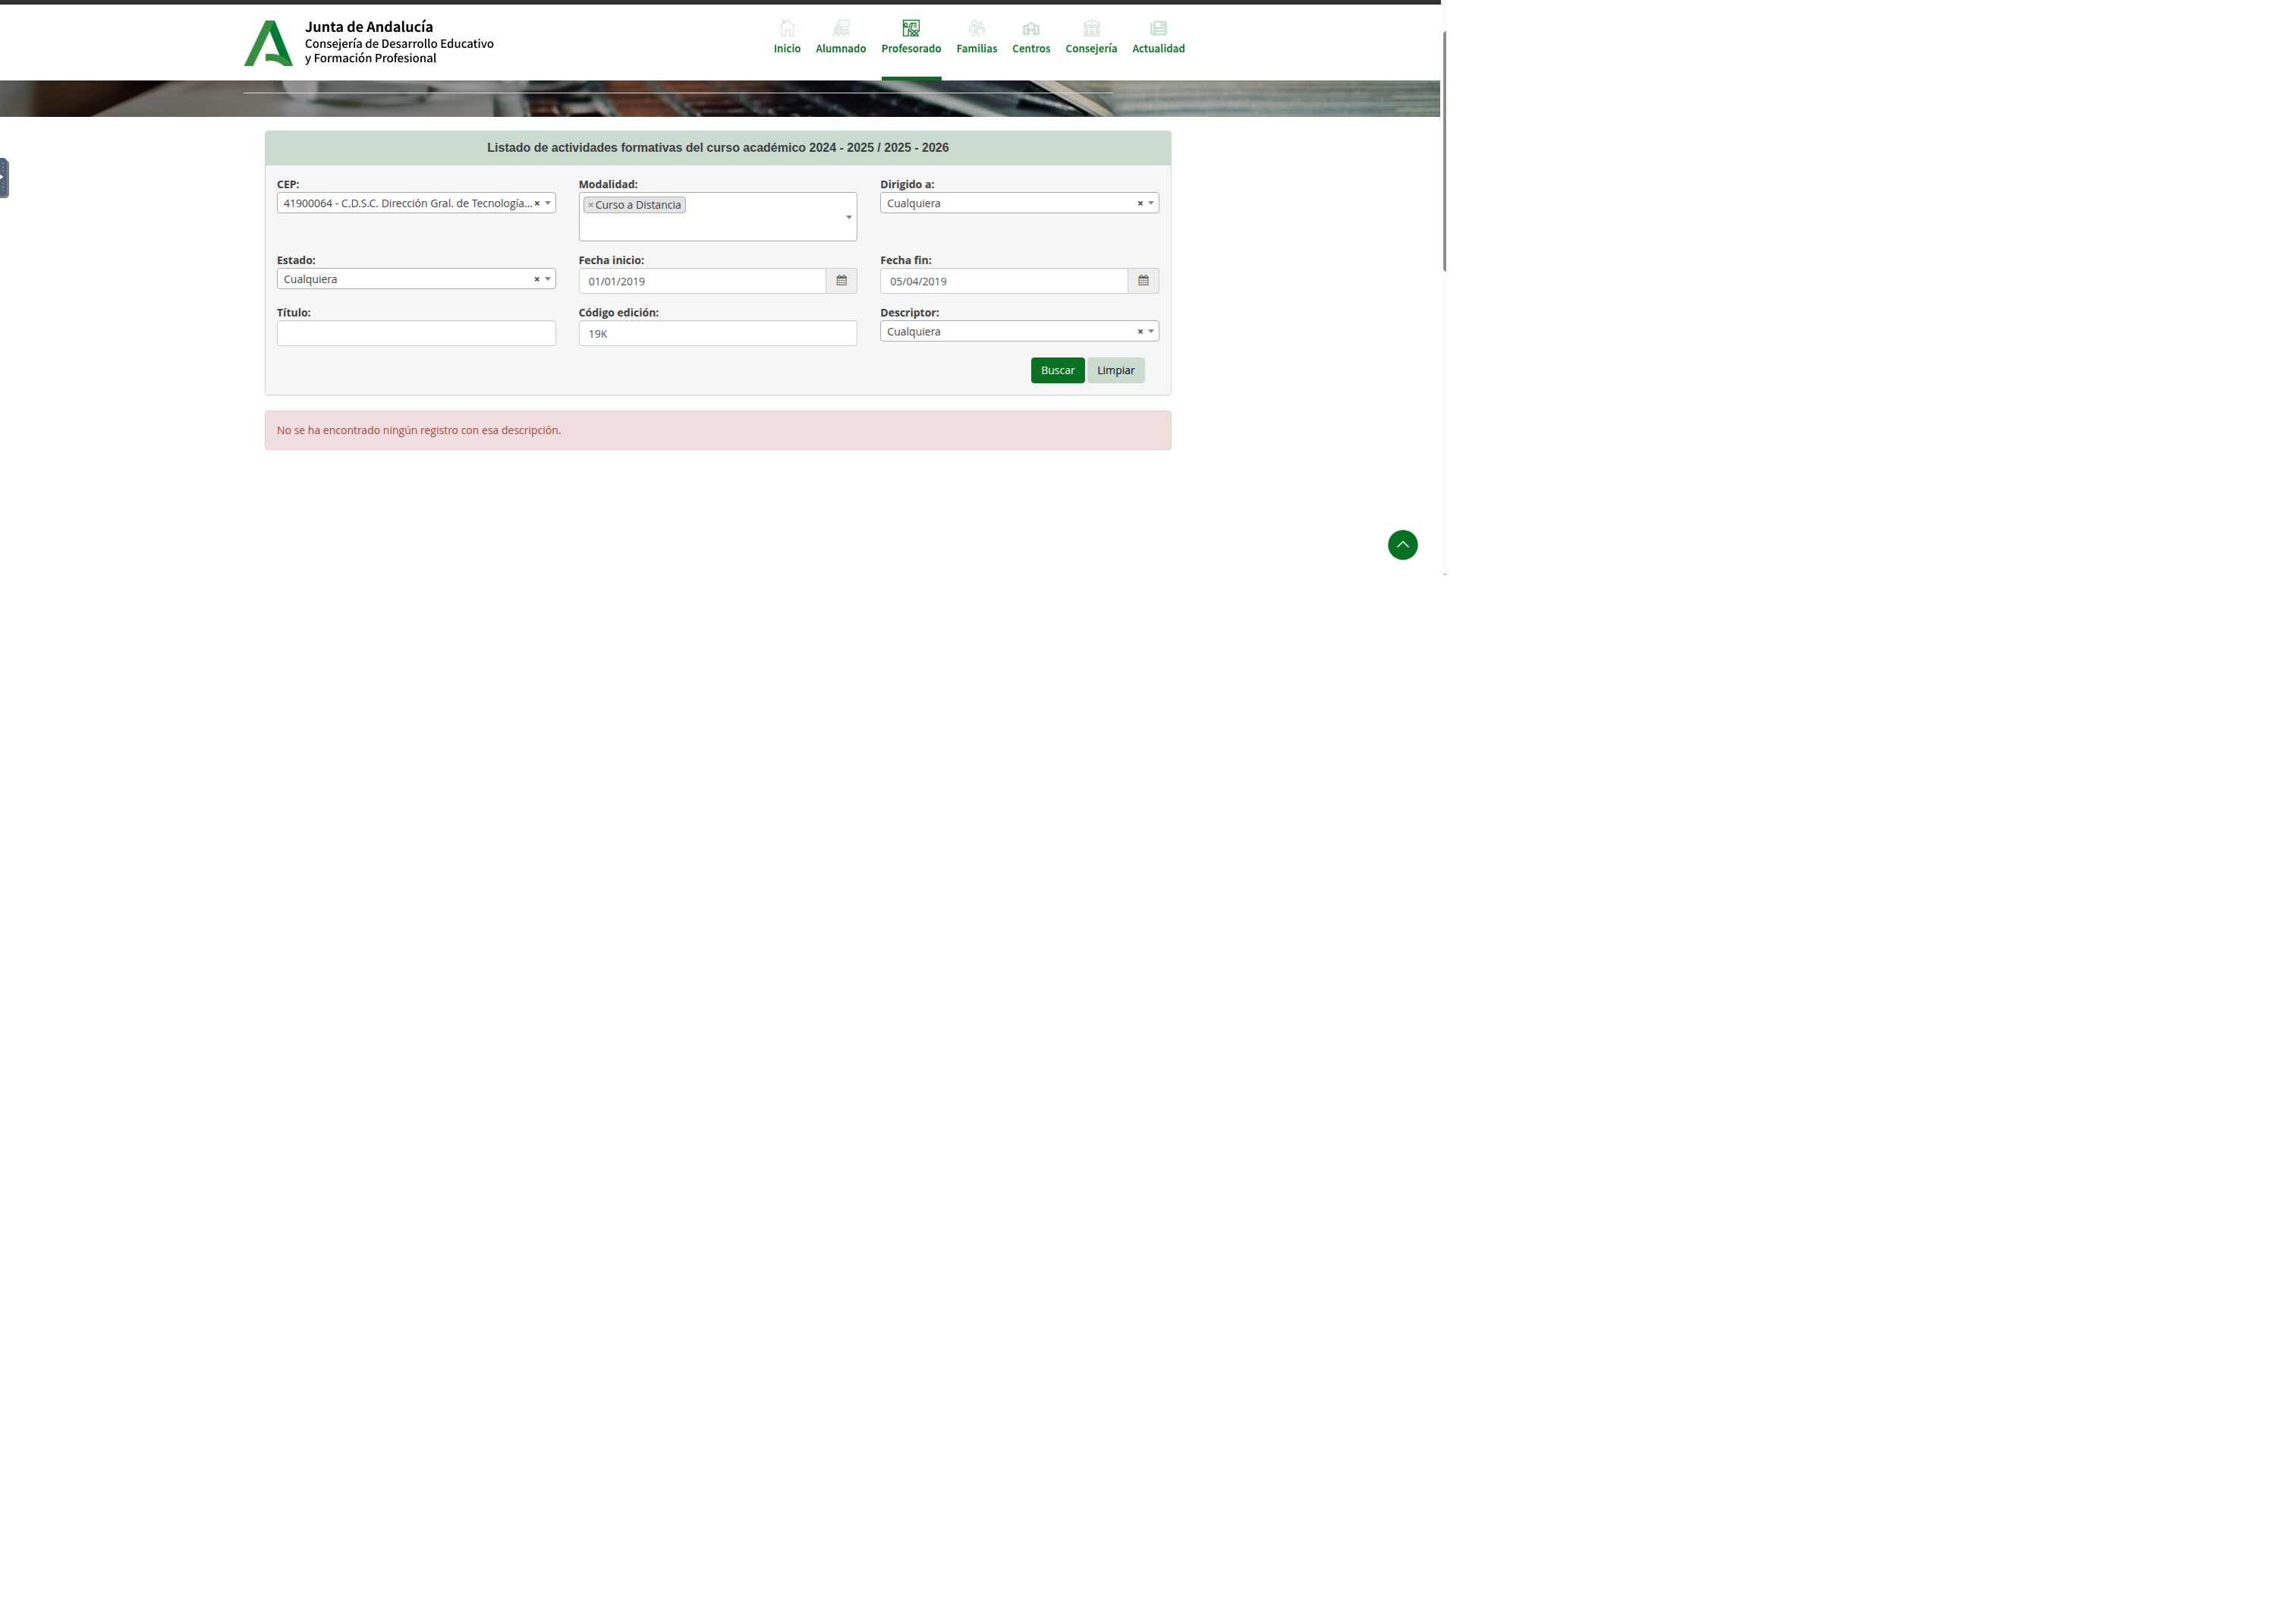 Junta de Andalucía
Consejería de Desarrollo Educativo
y Formación Profesional
Inicio
Alumnado
Profesorado
Familias
Centros
Consejería
Actualidad
Listado de actividades formativas del curso académico 2024 - 2025 / 2025 - 2026
CEP:
41900064 - C.D.S.C. Dirección Gral. de Tecnología... ×
Modalidad:
× Curso a Distancia
Dirigido a:
Cualquiera ×
Estado:
Cualquiera ×
Fecha inicio:
01/01/2019
Fecha fin:
05/04/2019
Título:
Código edición:
19K
Descriptor:
Cualquiera ×
Buscar
Limpiar
No se ha encontrado ningún registro con esa descripción.